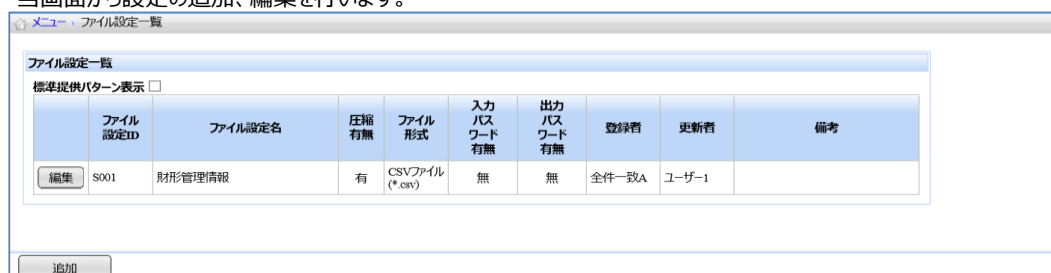 当画面から設定の追加、編集を行います。
メニュー › ファイル設定一覧
ファイル設定一覧
標準提供パターン表示
ファイル
設定ID
ファイル設定名
圧縮
有無
ファイル
形式
入力
パス
ワード
有無
出力
パス
ワード
有無
登録者
更新者
備考
編集
S001
財形管理情報
有
CSVファイル
(*.csv)
無
無
全件一致A
ユーザー1
追加